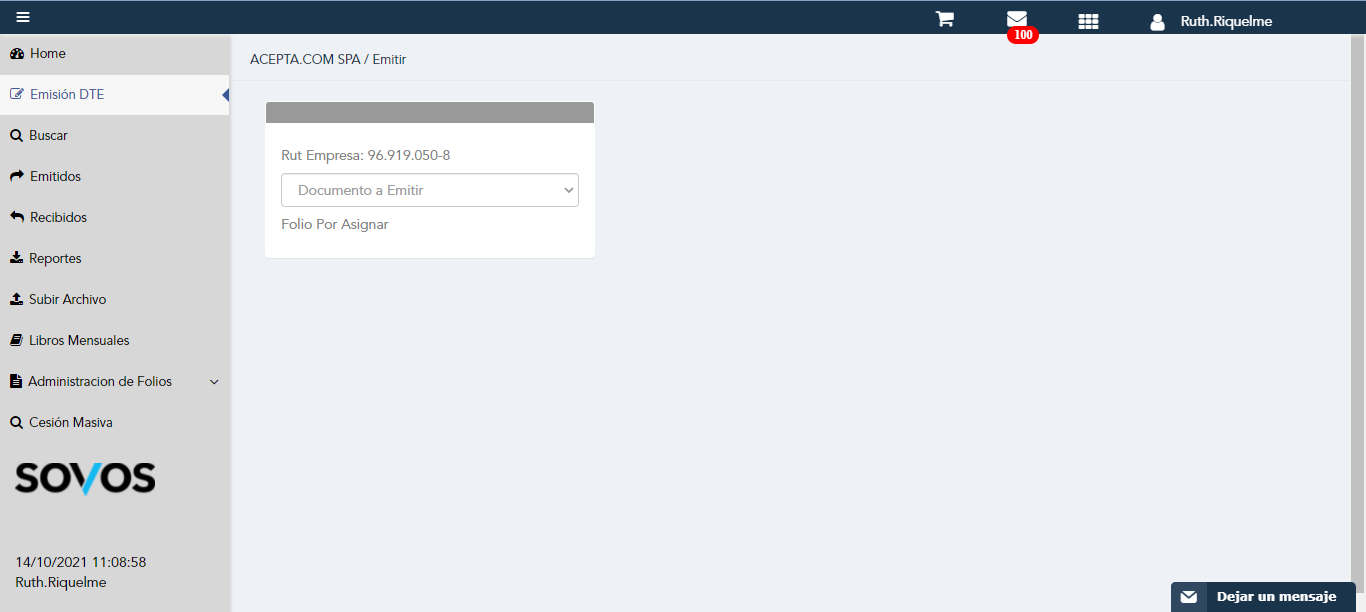 100
Ruth.Riquelme
Home
ACEPTA.COM SPA / Emitir
Emisión DTE
Buscar
Rut Empresa: 96.919.050-8
Emitidos
Documento a Emitir
Recibidos
Folio Por Asignar
Reportes
Subir Archivo
Libros Mensuales
Administracion de Folios
Cesión Masiva
SOVOS
14/10/2021 11:08:58
Ruth.Riquelme
Dejar un mensaje